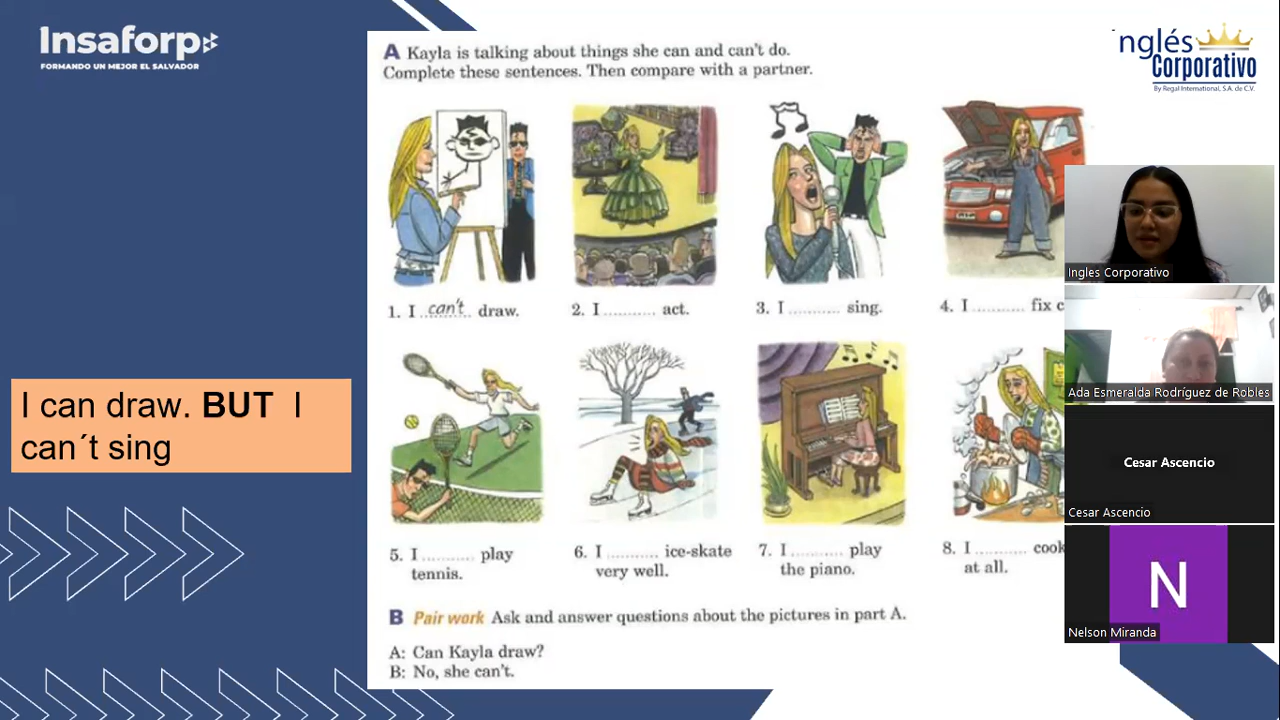 Insaforp
FORMANDO UN MEJOR EL SALVADOR
A Kayla is talking about things she can and can't do.
Complete these sentences. Then compare with a partner.
nglés
Corporativo
By Regal International, S.A. de C.V.
1. I can't draw.
2. I ........... act.
3. I ........... sing.
4. I ........... fix c
I can draw. BUT I
can´t sing
5. I ........... play
tennis.
6. I ........... ice-skate
very well.
7. I ........... play
the piano.
8. I ........... cook
at all.
B Pair work Ask and answer questions about the pictures in part A.
A: Can Kayla draw?
B: No, she can't.
Ingles Corporativo
Ada Esmeralda Rodríguez de Robles
Cesar Ascencio
Cesar Ascencio
N
Nelson Miranda